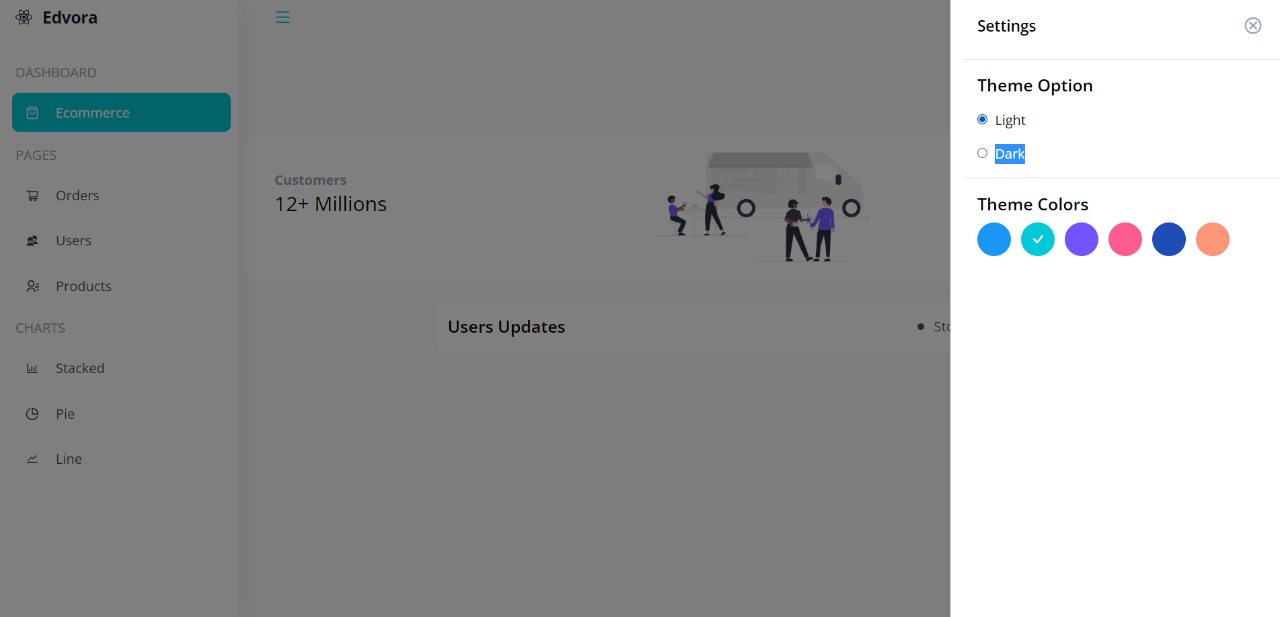 Edvora
DASHBOARD
Ecommerce
PAGES
Orders
Users
Products
CHARTS
Stacked
Pie
Line
Customers
12+ Millions
Users Updates
Settings
Theme Option
Light
Dark
Theme Colors